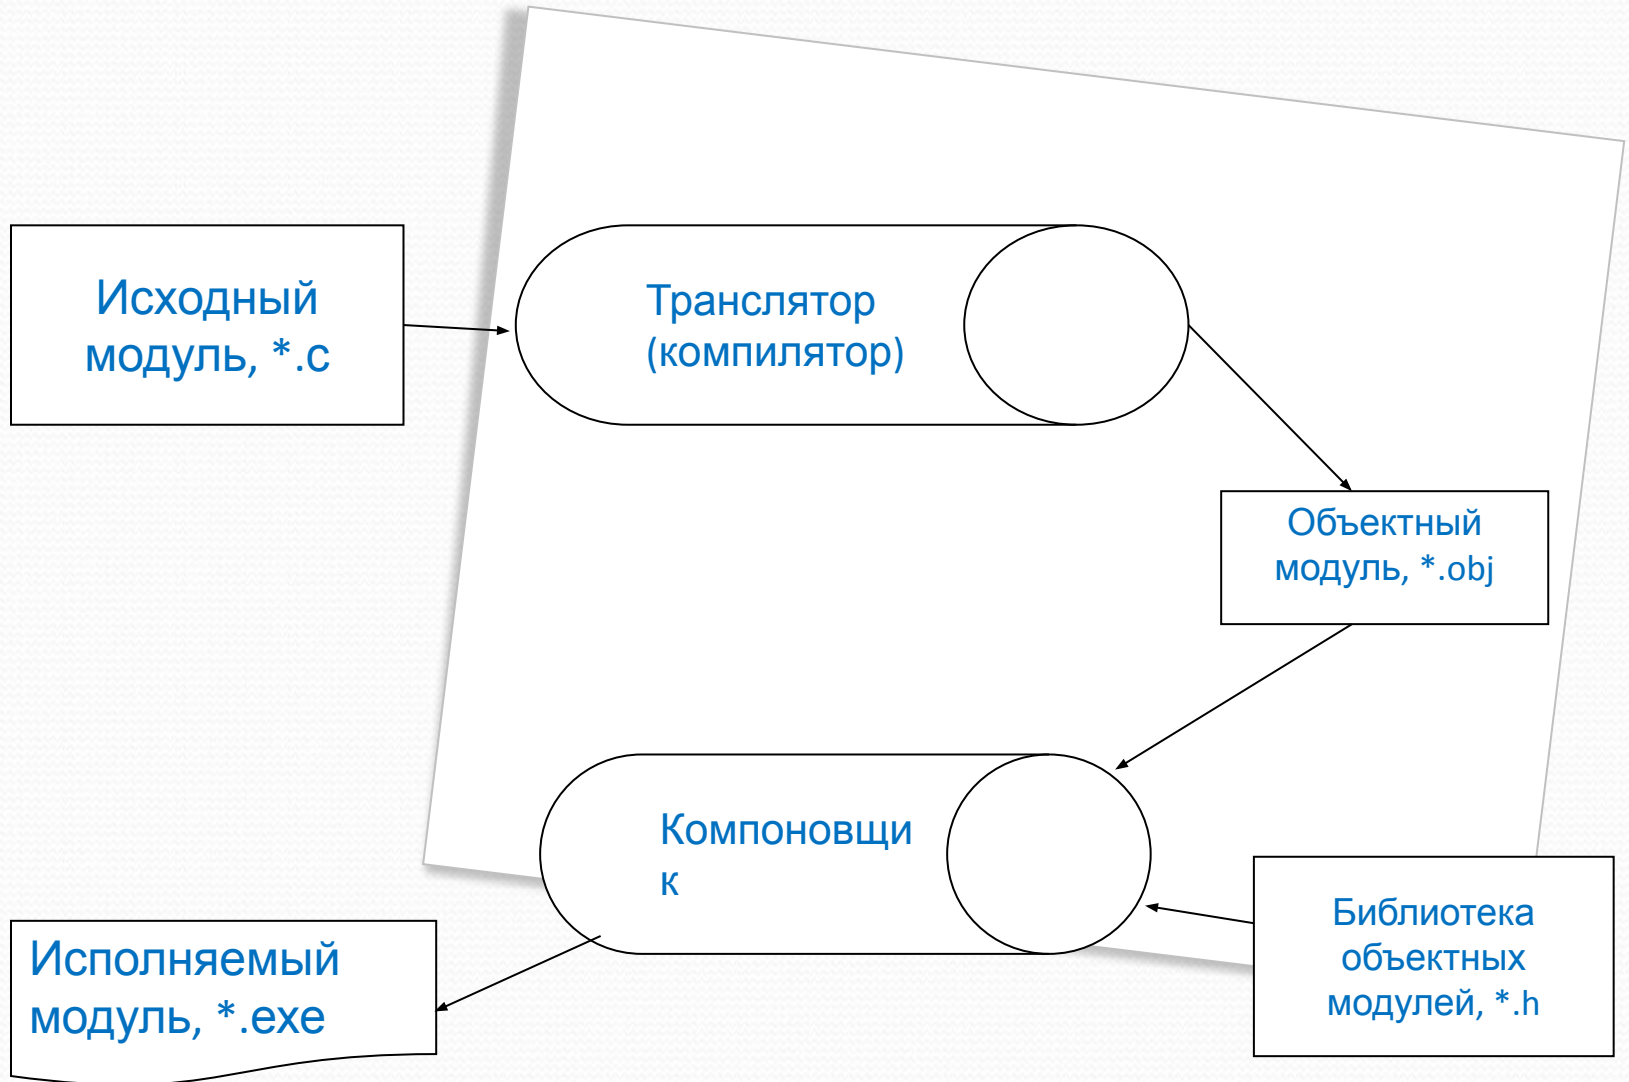 Исходный
модуль, *.c
Транслятор
(компилятор)
Объектный
модуль, *.obj
Компоновщи
к
Библиотека
объектных
модулей, *.h
Исполняемый
модуль, *.exe